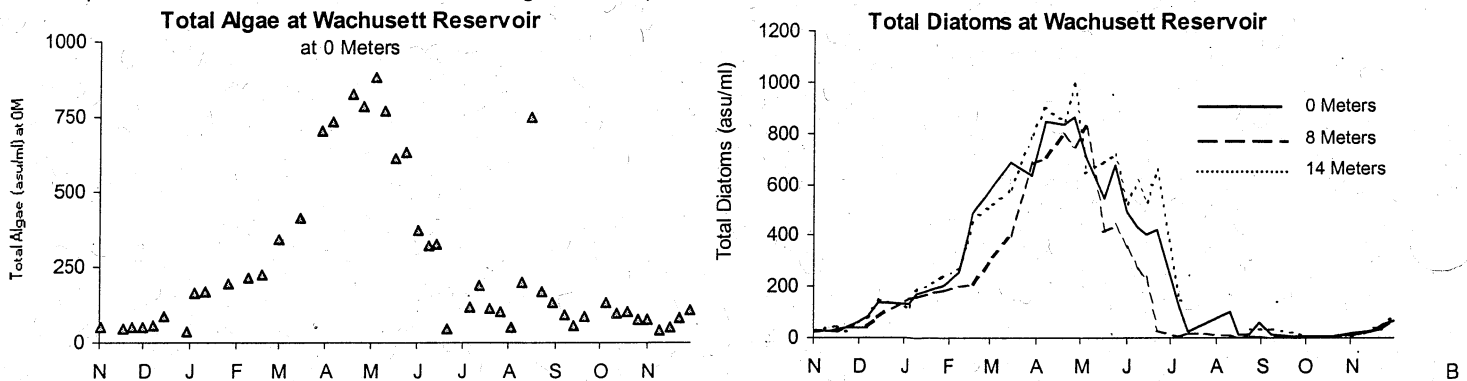 Total Algae at Wachusett Reservoir
at 0 Meters
Total Algae (asu/ml) at 0M
1000
750
500
250
0
N D J F M A M J J A S O N
Total Diatoms at Wachusett Reservoir
Total Diatoms (asu/ml)
1200
1000
800
600
400
200
0
0 Meters
8 Meters
14 Meters
N D J F M A M J J A S O N
B